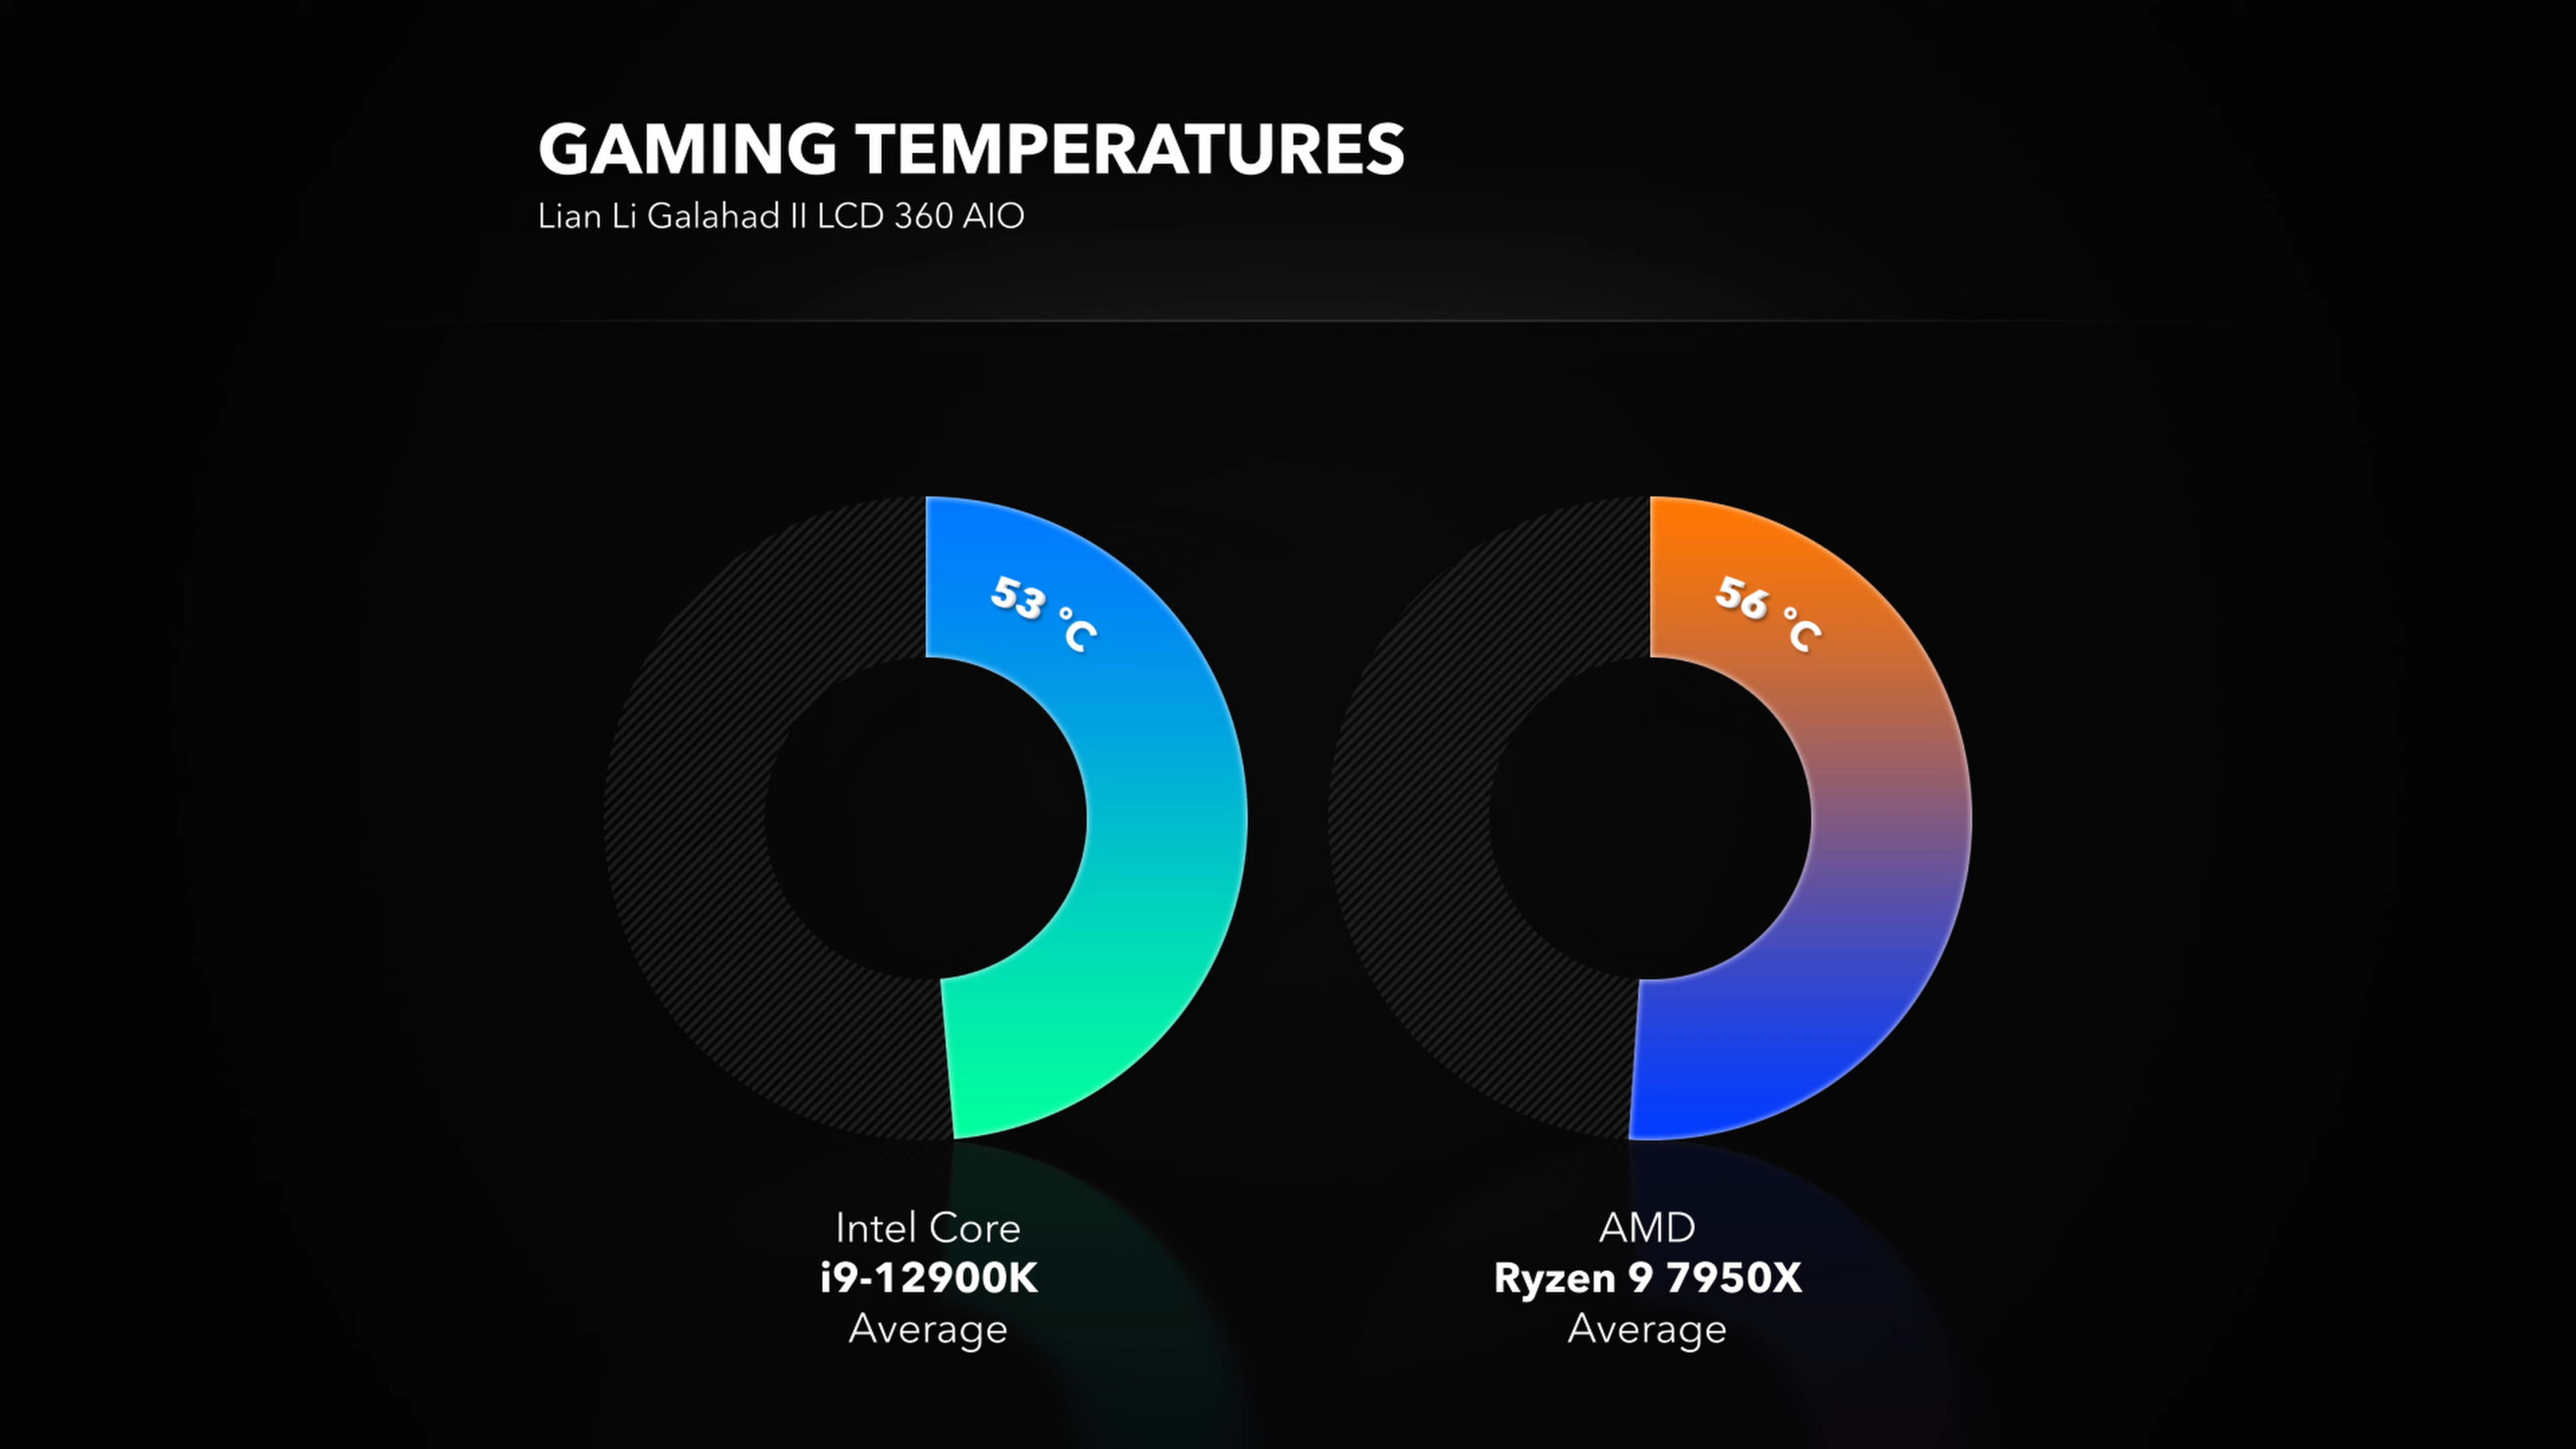 GAMING TEMPERATURES
Lian Li Galahad II LCD 360 AIO
53 °C
56 °C
Intel Core
i9-12900K
Average
AMD
Ryzen 9 7950X
Average